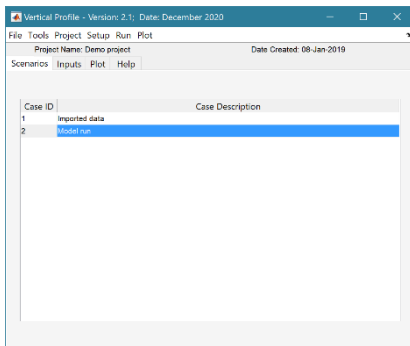 Vertical Profile - Version: 2.1; Date: December 2020
File Tools Project Setup Run Plot
Project Name: Demo project Date Created: 08-Jan-2019
Scenarios Inputs Plot Help
Case ID Case Description
1 Imported data
2 Model run